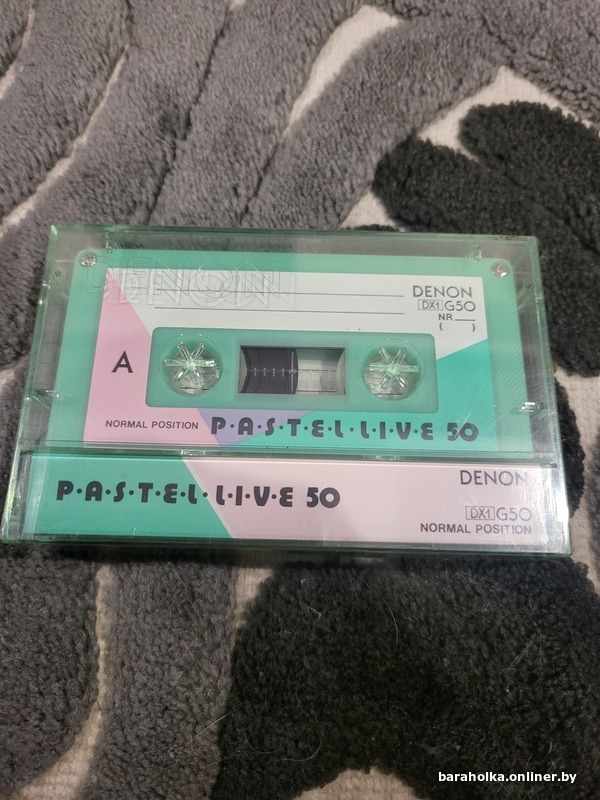 DENON
DENON
DX1 G50
NR
( )
A
NORMAL POSITION
P·A·S·T·E·L·L·I·V·E 50
P·A·S·T·E·L·L·I·V·E 50
DENON
DX1 G50
NORMAL POSITION
baraholka.onliner.by